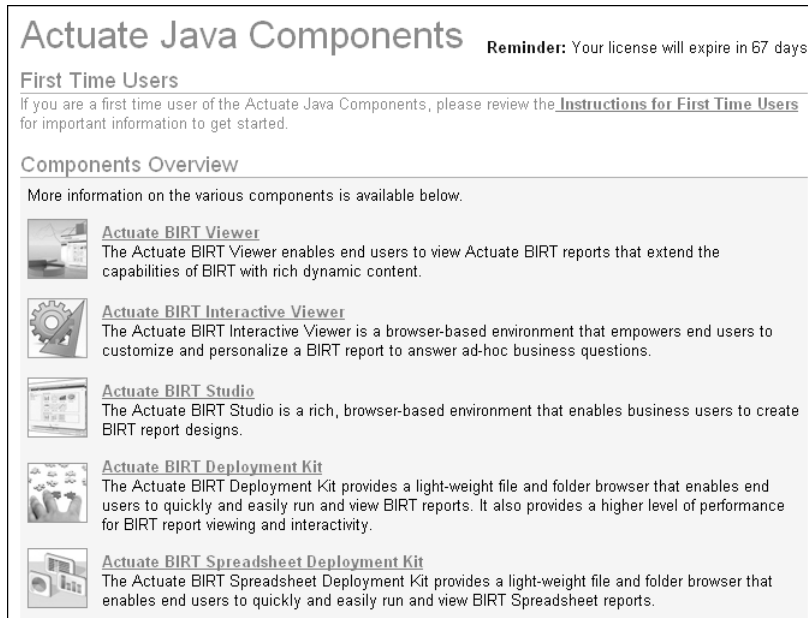 Actuate Java Components
Reminder: Your license will expire in 67 days
First Time Users
If you are a first time user of the Actuate Java Components, please review the Instructions for First Time Users
for important information to get started.
Components Overview
More information on the various components is available below.
Actuate BIRT Viewer
The Actuate BIRT Viewer enables end users to view Actuate BIRT reports that extend the
capabilities of BIRT with rich dynamic content.
Actuate BIRT Interactive Viewer
The Actuate BIRT Interactive Viewer is a browser-based environment that empowers end users to
customize and personalize a BIRT report to answer ad-hoc business questions.
Actuate BIRT Studio
The Actuate BIRT Studio is a rich, browser-based environment that enables business users to create
BIRT report designs.
Actuate BIRT Deployment Kit
The Actuate BIRT Deployment Kit provides a light-weight file and folder browser that enables end
users to quickly and easily run and view BIRT reports. It also provides a higher level of performance
for BIRT report viewing and interactivity.
Actuate BIRT Spreadsheet Deployment Kit
The Actuate BIRT Spreadsheet Deployment Kit provides a light-weight file and folder browser that
enables end users to quickly and easily run and view BIRT Spreadsheet reports.